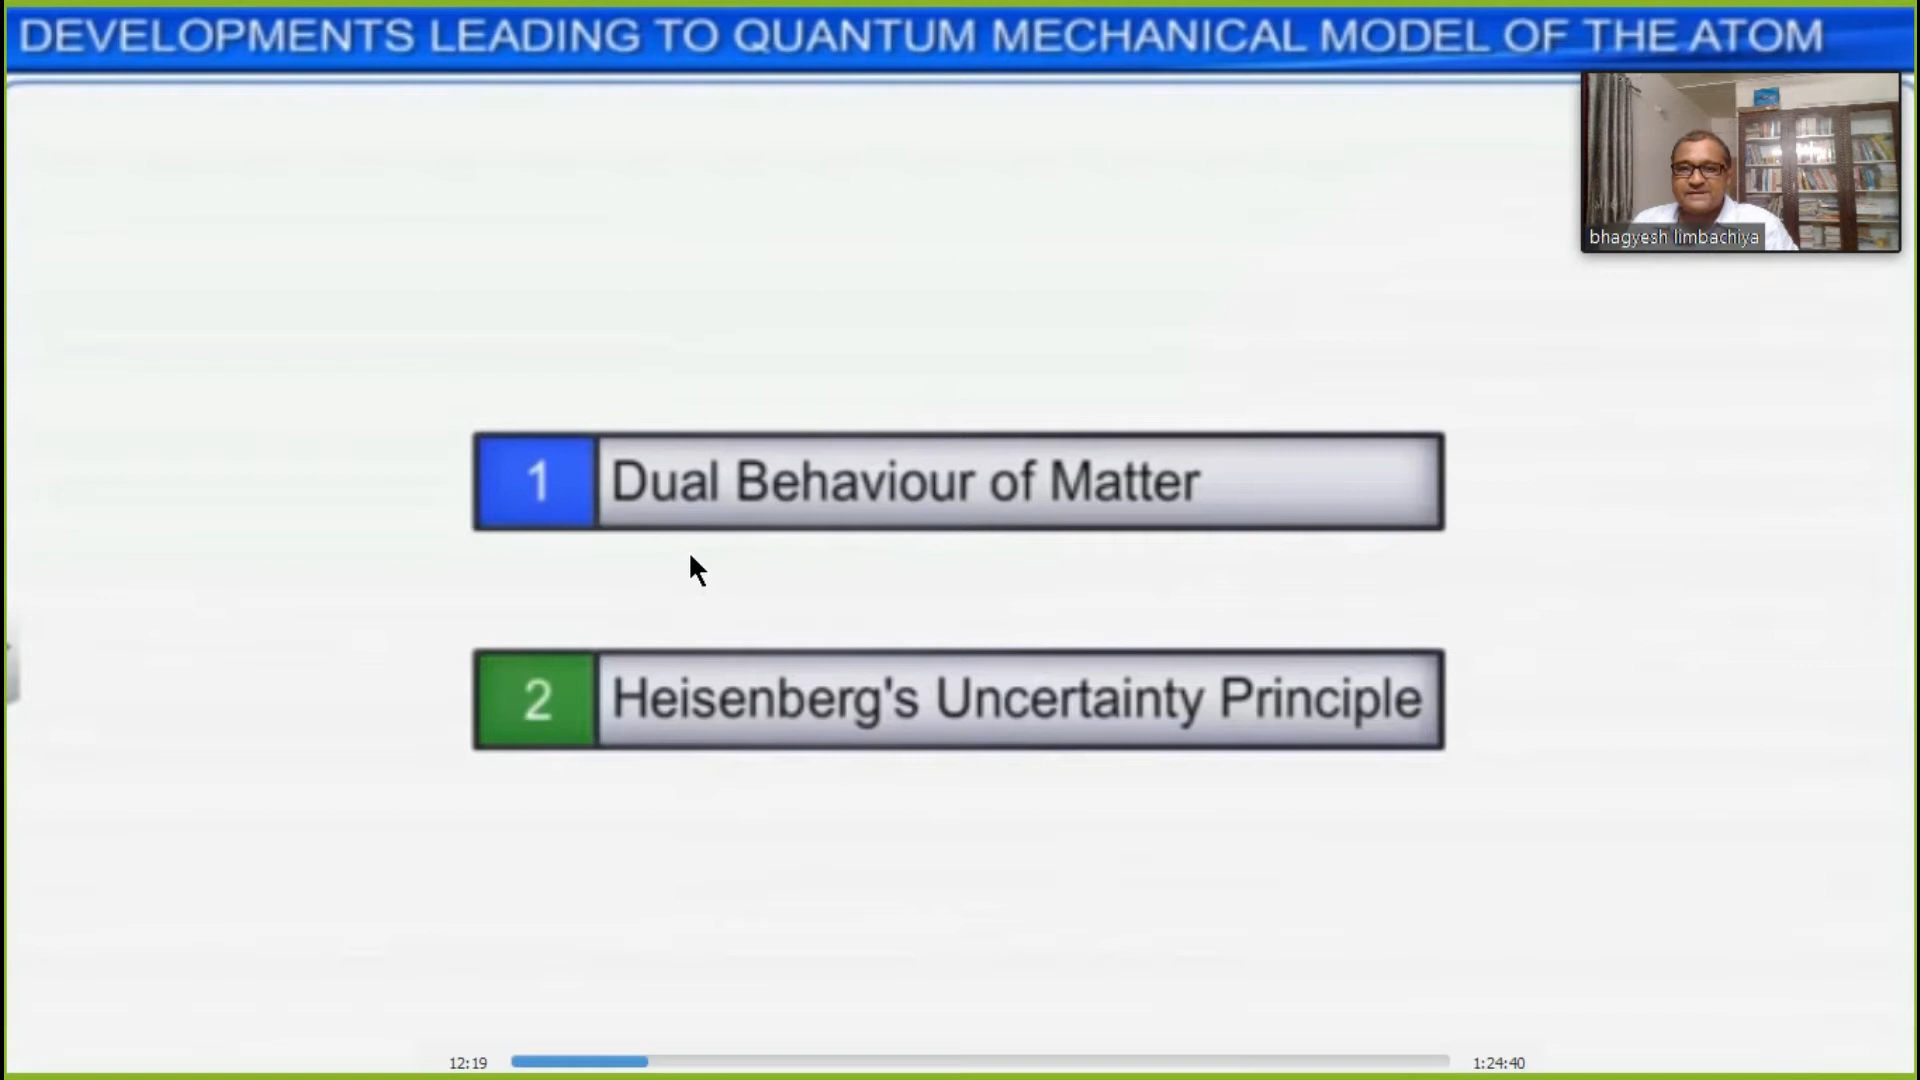 DEVELOPMENTS LEADING TO QUANTUM MECHANICAL MODEL OF THE ATOM
bhagyesh limbachiya
1 Dual Behaviour of Matter
2 Heisenberg's Uncertainty Principle
12:19 1:24:40